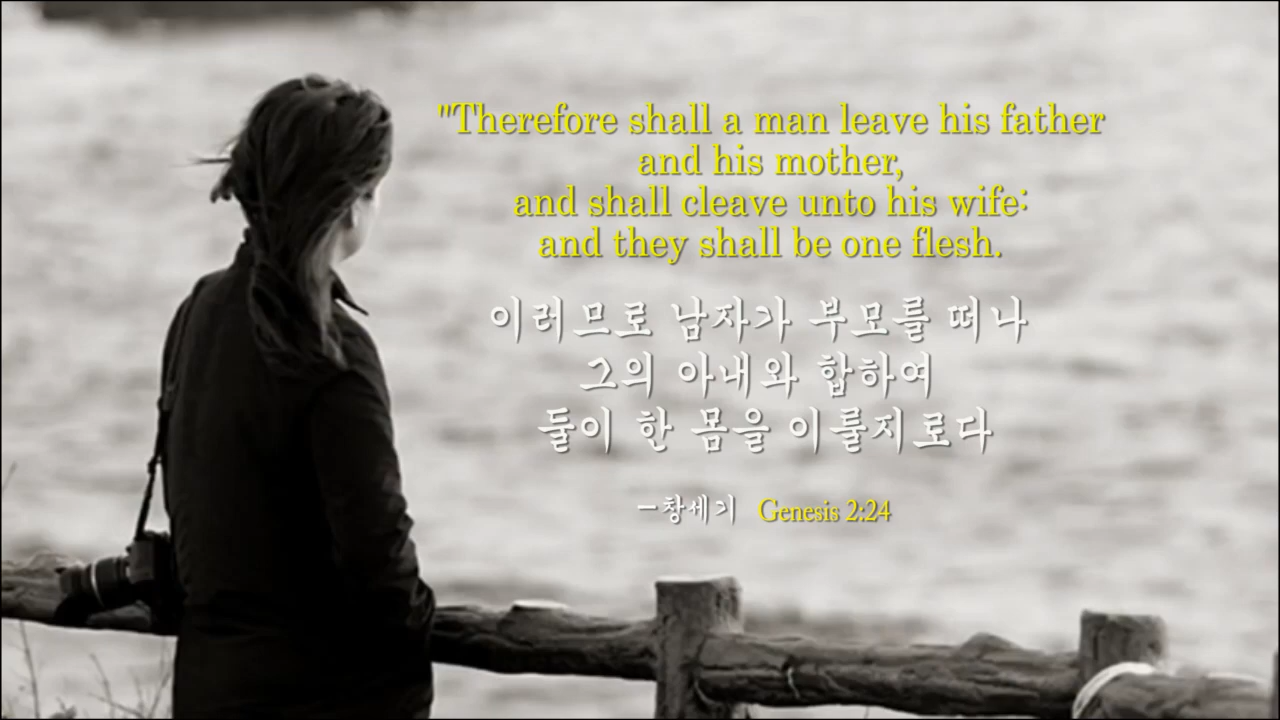 "Therefore shall a man leave his father
and his mother,
and shall cleave unto his wife:
and they shall be one flesh.
이러므로 남자가 부모를 떠나
그의 아내와 합하여
둘이 한 몸을 이룰지로다
-창세기 Genesis 2:24